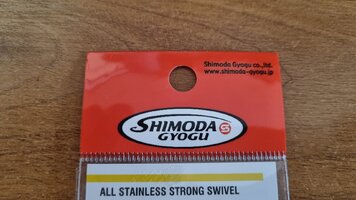 Shimoda Gyogu co.,ltd.
www.shimoda-gyogu.jp
SHIMODA
GYOGU
ALL STAINLESS STRONG SWIVEL